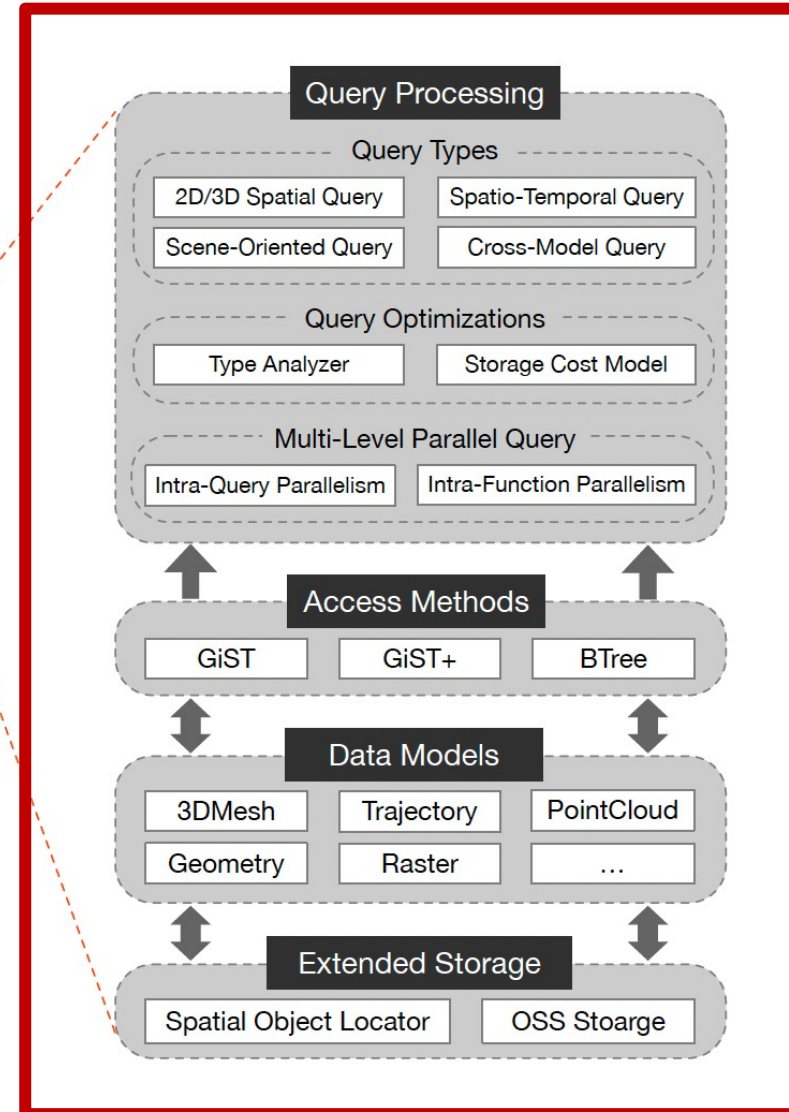 Query Processing
Query Types
2D/3D Spatial Query Spatio-Temporal Query
Scene-Oriented Query Cross-Model Query
Query Optimizations
Type Analyzer Storage Cost Model
Multi-Level Parallel Query
Intra-Query Parallelism Intra-Function Parallelism
Access Methods
GiST GiST+ BTree
Data Models
3DMesh Trajectory PointCloud
Geometry Raster ...
Extended Storage
Spatial Object Locator OSS Stoarge